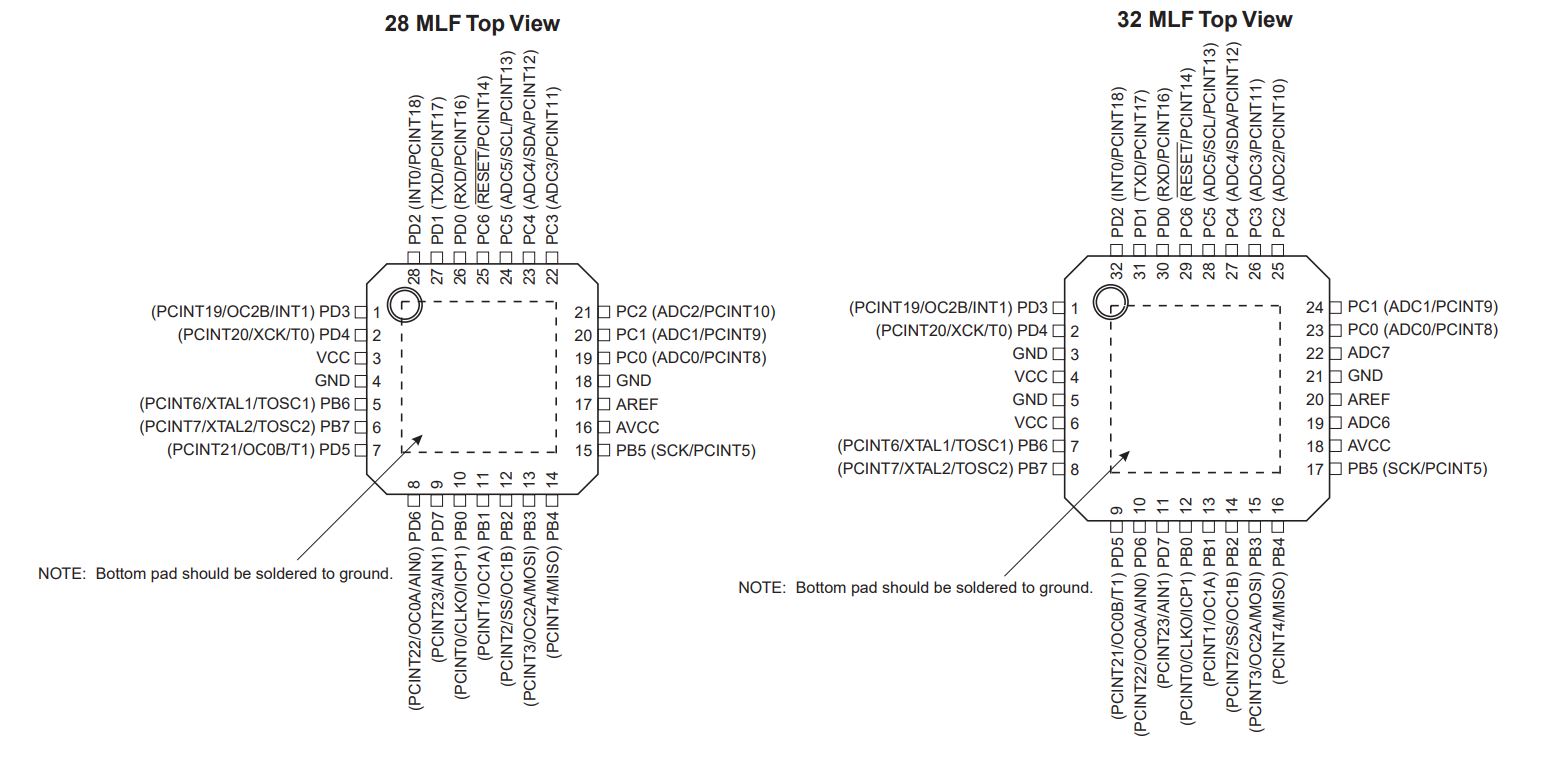 28 MLF Top View
PD2 (INT0/PCINT18)
PD1 (TXD/PCINT17)
PD0 (RXD/PCINT16)
PC6 (RESET/PCINT14)
PC5 (ADC5/SCL/PCINT13)
PC4 (ADC4/SDA/PCINT12)
PC3 (ADC3/PCINT11)
28
27
26
25
24
23
22
(PCINT19/OC2B/INT1) PD3 1
(PCINT20/XCK/T0) PD4 2
VCC 3
GND 4
(PCINT6/XTAL1/TOSC1) PB6 5
(PCINT7/XTAL2/TOSC2) PB7 6
(PCINT21/OC0B/T1) PD5 7
21 PC2 (ADC2/PCINT10)
20 PC1 (ADC1/PCINT9)
19 PC0 (ADC0/PCINT8)
18 GND
17 AREF
16 AVCC
15 PB5 (SCK/PCINT5)
8
9
10
11
12
13
14
(PCINT22/OC0A/AIN0) PD6
(PCINT23/AIN1) PD7
(PCINT0/CLKO/ICP1) PB0
(PCINT1/OC1A) PB1
(PCINT2/SS/OC1B) PB2
(PCINT3/OC2A/MOSI) PB3
(PCINT4/MISO) PB4
NOTE: Bottom pad should be soldered to ground.
32 MLF Top View
PD2 (INT0/PCINT18)
PD1 (TXD/PCINT17)
PD0 (RXD/PCINT16)
PC6 (RESET/PCINT14)
PC5 (ADC5/SCL/PCINT13)
PC4 (ADC4/SDA/PCINT12)
PC3 (ADC3/PCINT11)
PC2 (ADC2/PCINT10)
32
31
30
29
28
27
26
25
(PCINT19/OC2B/INT1) PD3 1
(PCINT20/XCK/T0) PD4 2
GND 3
VCC 4
GND 5
VCC 6
(PCINT6/XTAL1/TOSC1) PB6 7
(PCINT7/XTAL2/TOSC2) PB7 8
24 PC1 (ADC1/PCINT9)
23 PC0 (ADC0/PCINT8)
22 ADC7
21 GND
20 AREF
19 ADC6
18 AVCC
17 PB5 (SCK/PCINT5)
9
10
11
12
13
14
15
16
(PCINT21/OC0B/T1) PD5
(PCINT22/OC0A/AIN0) PD6
(PCINT23/AIN1) PD7
(PCINT0/CLKO/ICP1) PB0
(PCINT1/OC1A) PB1
(PCINT2/SS/OC1B) PB2
(PCINT3/OC2A/MOSI) PB3
(PCINT4/MISO) PB4
NOTE: Bottom pad should be soldered to ground.